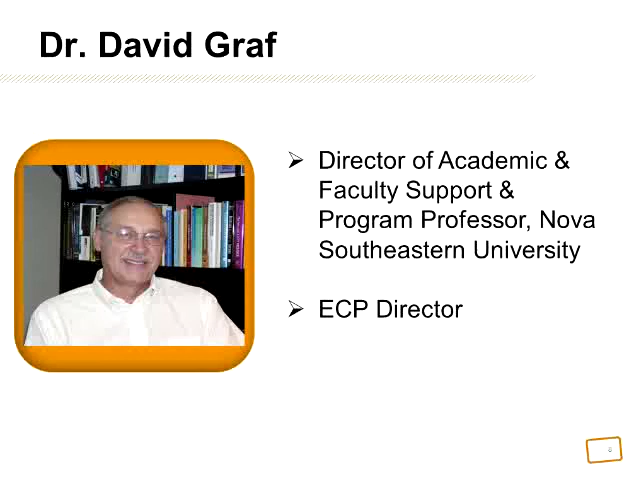 Dr. David Graf
➢ Director of Academic &
Faculty Support &
Program Professor, Nova
Southeastern University
➢ ECP Director